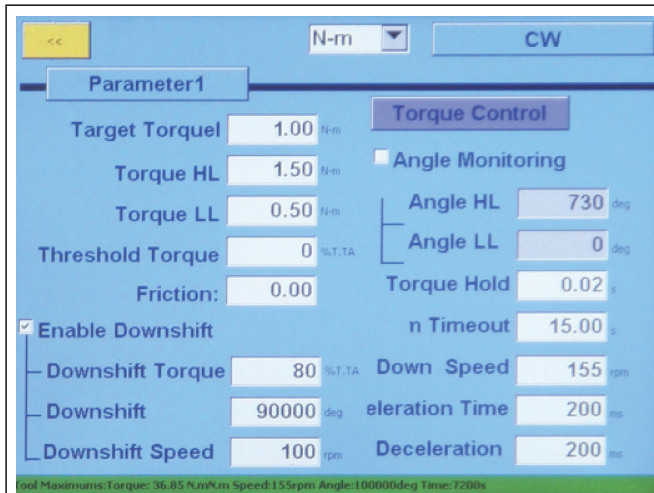 <<
N-m
CW
Parameter1
Torque Control
Target Torquel 1.00 N-m
Angle Monitoring
Torque HL 1.50 N-m
Angle HL 730 deg
Torque LL 0.50 N-m
Angle LL 0 deg
Threshold Torque 0 %T.TA
Torque Hold 0.02 s
Friction: 0.00
n Timeout 15.00 s
Enable Downshift
Downshift Torque 80 %T.TA
Down Speed 155 rpm
Downshift 90000 deg
eleration Time 200 ms
Downshift Speed 100 rpm
Deceleration 200 ms
Tool Maximums:Torque: 36.85 N.mN.m Speed:155rpm Angle:100000deg Time:7200s